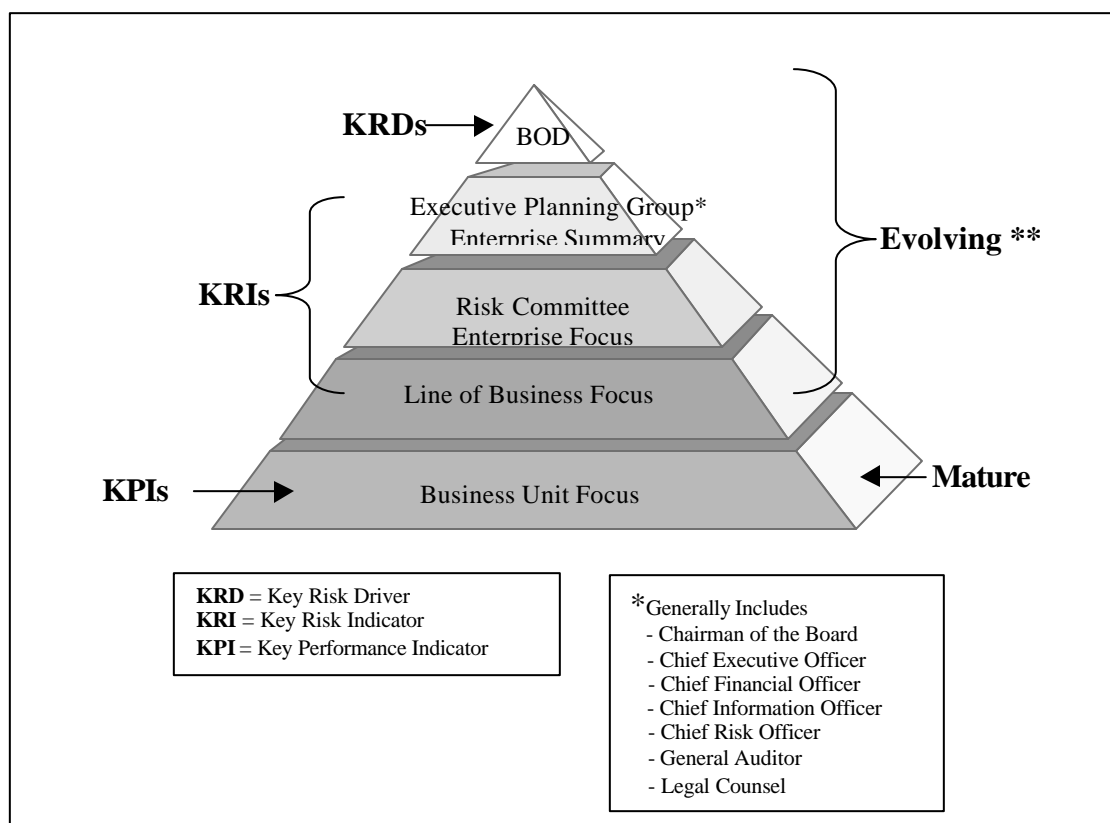 KRDs
BOD
Executive Planning Group*
Enterprise Summary
KRIs
Evolving **
Risk Committee
Enterprise Focus
Line of Business Focus
KPIs
Business Unit Focus
Mature
KRD = Key Risk Driver
KRI = Key Risk Indicator
KPI = Key Performance Indicator
*Generally Includes
- Chairman of the Board
- Chief Executive Officer
- Chief Financial Officer
- Chief Information Officer
- Chief Risk Officer
- General Auditor
- Legal Counsel